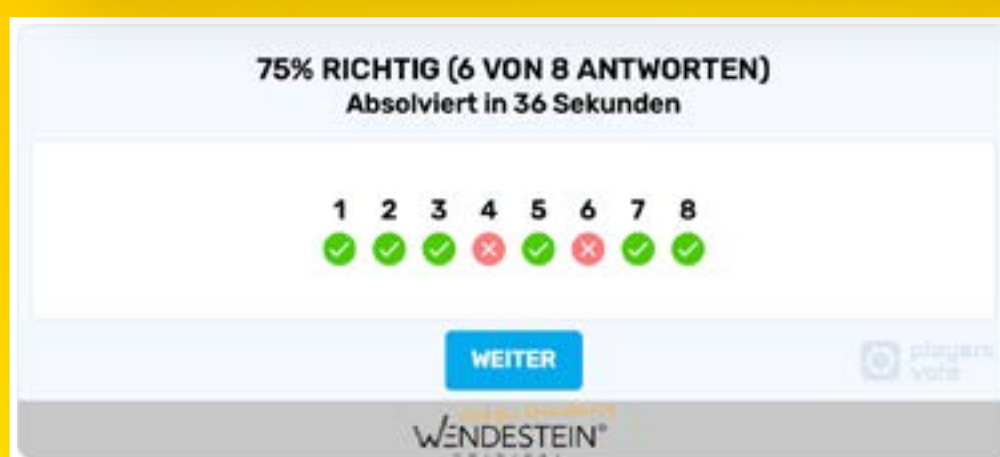 75% RICHTIG (6 VON 8 ANTWORTEN)
Absolviert in 36 Sekunden
1 2 3 4 5 6 7 8
WEITER
players
vote
WENDESTEIN®